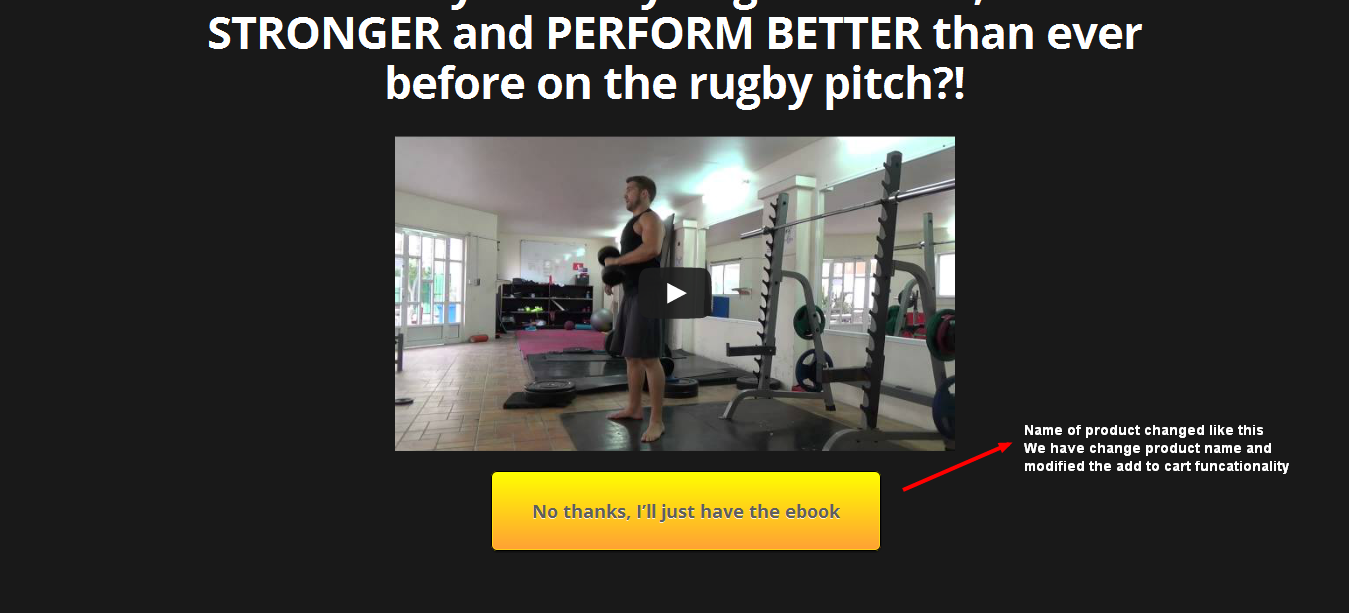 STRONGER and PERFORM BETTER than ever
before on the rugby pitch?!
Name of product changed like this
We have change product name and
modified the add to cart funcationality
No thanks, I'll just have the ebook